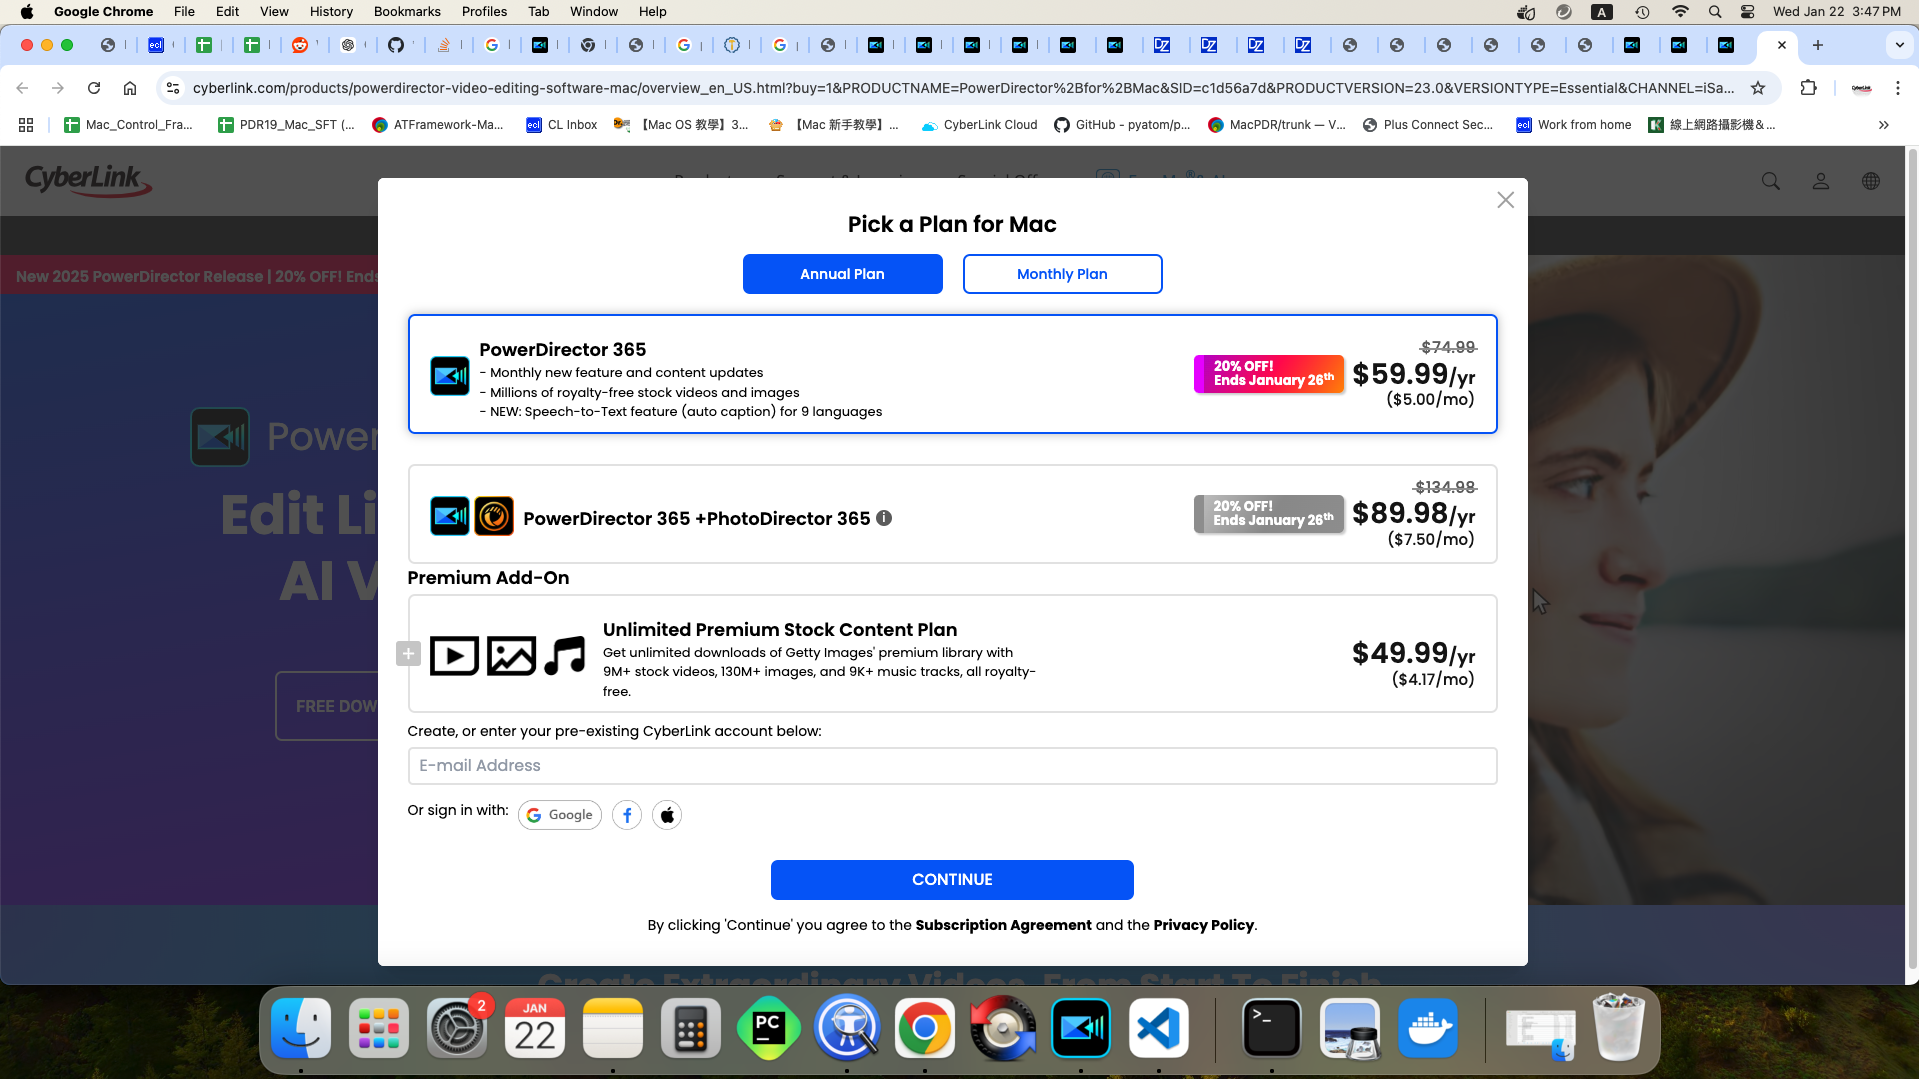 Google Chrome File Edit View History Bookmarks Profiles Tab Window Help
A
Wed Jan 22 3:47 PM
cyberlink.com/products/powerdirector-video-editing-software-mac/overview_en_US.html?buy=1&PRODUCTNAME=PowerDirector%2Bfor%2BMac&SID=c1d56a7d&PRODUCTVERSION=23.0&VERSIONTYPE=Essential&CHANNEL=iSa...
Mac_Control_Fra...
PDR19_Mac_SFT (...
ATFramework-Ma...
CL Inbox
【Mac OS 教學】3...
【Mac 新手教學】...
CyberLink Cloud
GitHub - pyatom/p...
MacPDR/trunk — V...
Plus Connect Sec...
Work from home
線上網路攝影機＆...
CyberLink
New 2025 PowerDirector Release | 20% OFF! Ends
Edit Li
AI V
FREE DOW
Pick a Plan for Mac
Annual Plan
Monthly Plan
PowerDirector 365
- Monthly new feature and content updates
- Millions of royalty-free stock videos and images
- NEW: Speech-to-Text feature (auto caption) for 9 languages
20% OFF!
Ends January 26th
$74.99
$59.99/yr
($5.00/mo)
PowerDirector 365 +PhotoDirector 365
20% OFF!
Ends January 26th
$134.98
$89.98/yr
($7.50/mo)
Premium Add-On
Unlimited Premium Stock Content Plan
Get unlimited downloads of Getty Images' premium library with
9M+ stock videos, 130M+ images, and 9K+ music tracks, all royalty-
free.
$49.99/yr
($4.17/mo)
Create, or enter your pre-existing CyberLink account below:
E-mail Address
Or sign in with:
Google
CONTINUE
By clicking 'Continue' you agree to the Subscription Agreement and the Privacy Policy.
Create Extraordinary Videos, From Start To Finish
2
JAN
22
PC